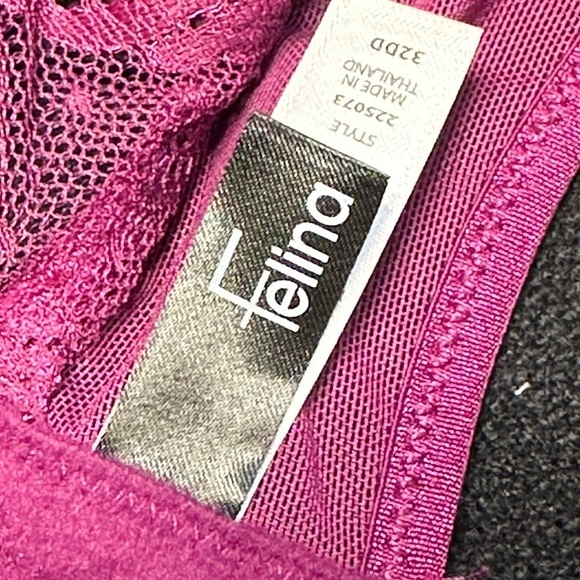 Felina
STYLE
225073
MADE IN
THAILAND
32DD